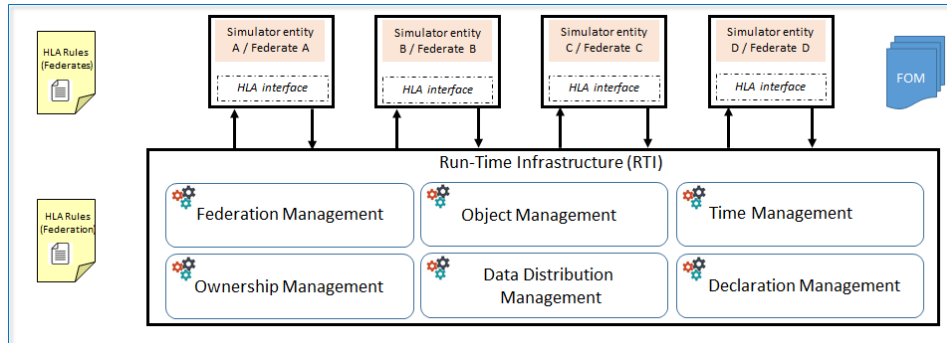 HLA Rules
(Federates)
Simulator entity
A / Federate A
HLA interface
Simulator entity
B / Federate B
HLA interface
Simulator entity
C / Federate C
HLA interface
Simulator entity
D / Federate D
HLA interface
FOM
Run-Time Infrastructure (RTI)
HLA Rules
(Federation)
Federation Management
Object Management
Time Management
Ownership Management
Data Distribution
Management
Declaration Management